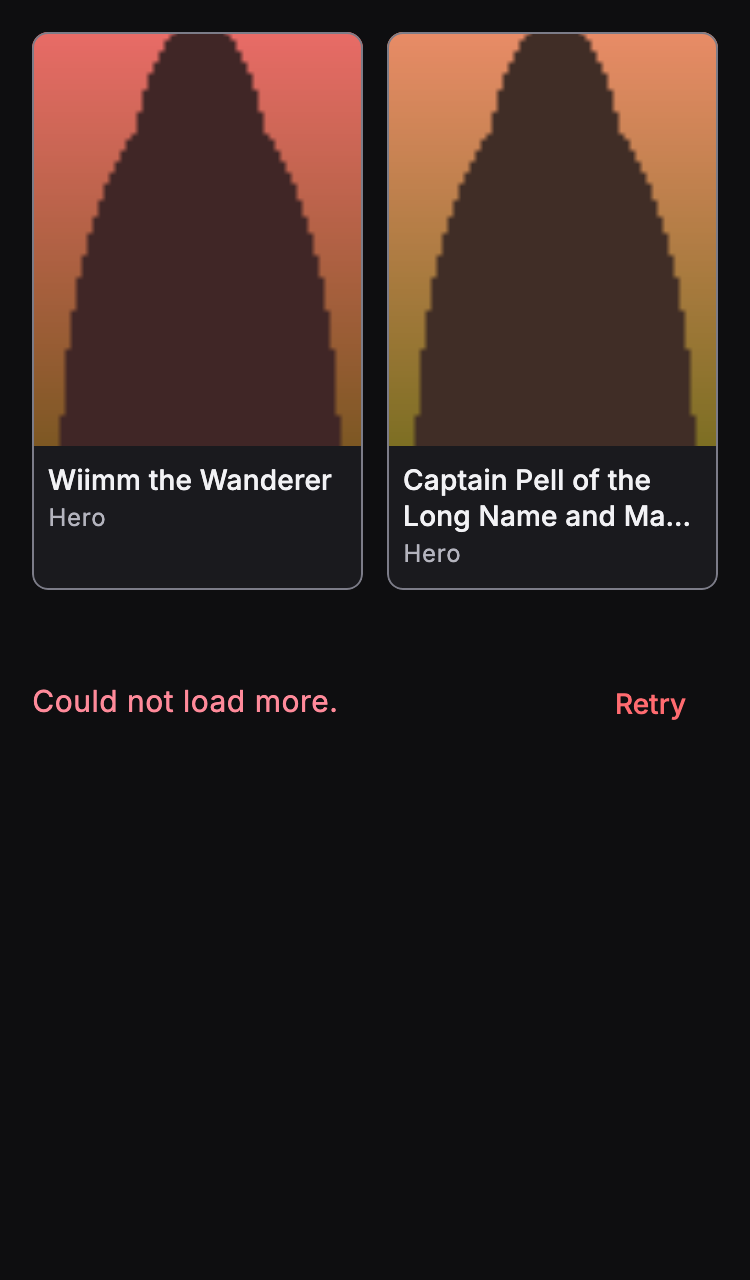 Wiimm the Wanderer
Hero
Captain Pell of the
Long Name and Ma...
Hero
Could not load more.
Retry